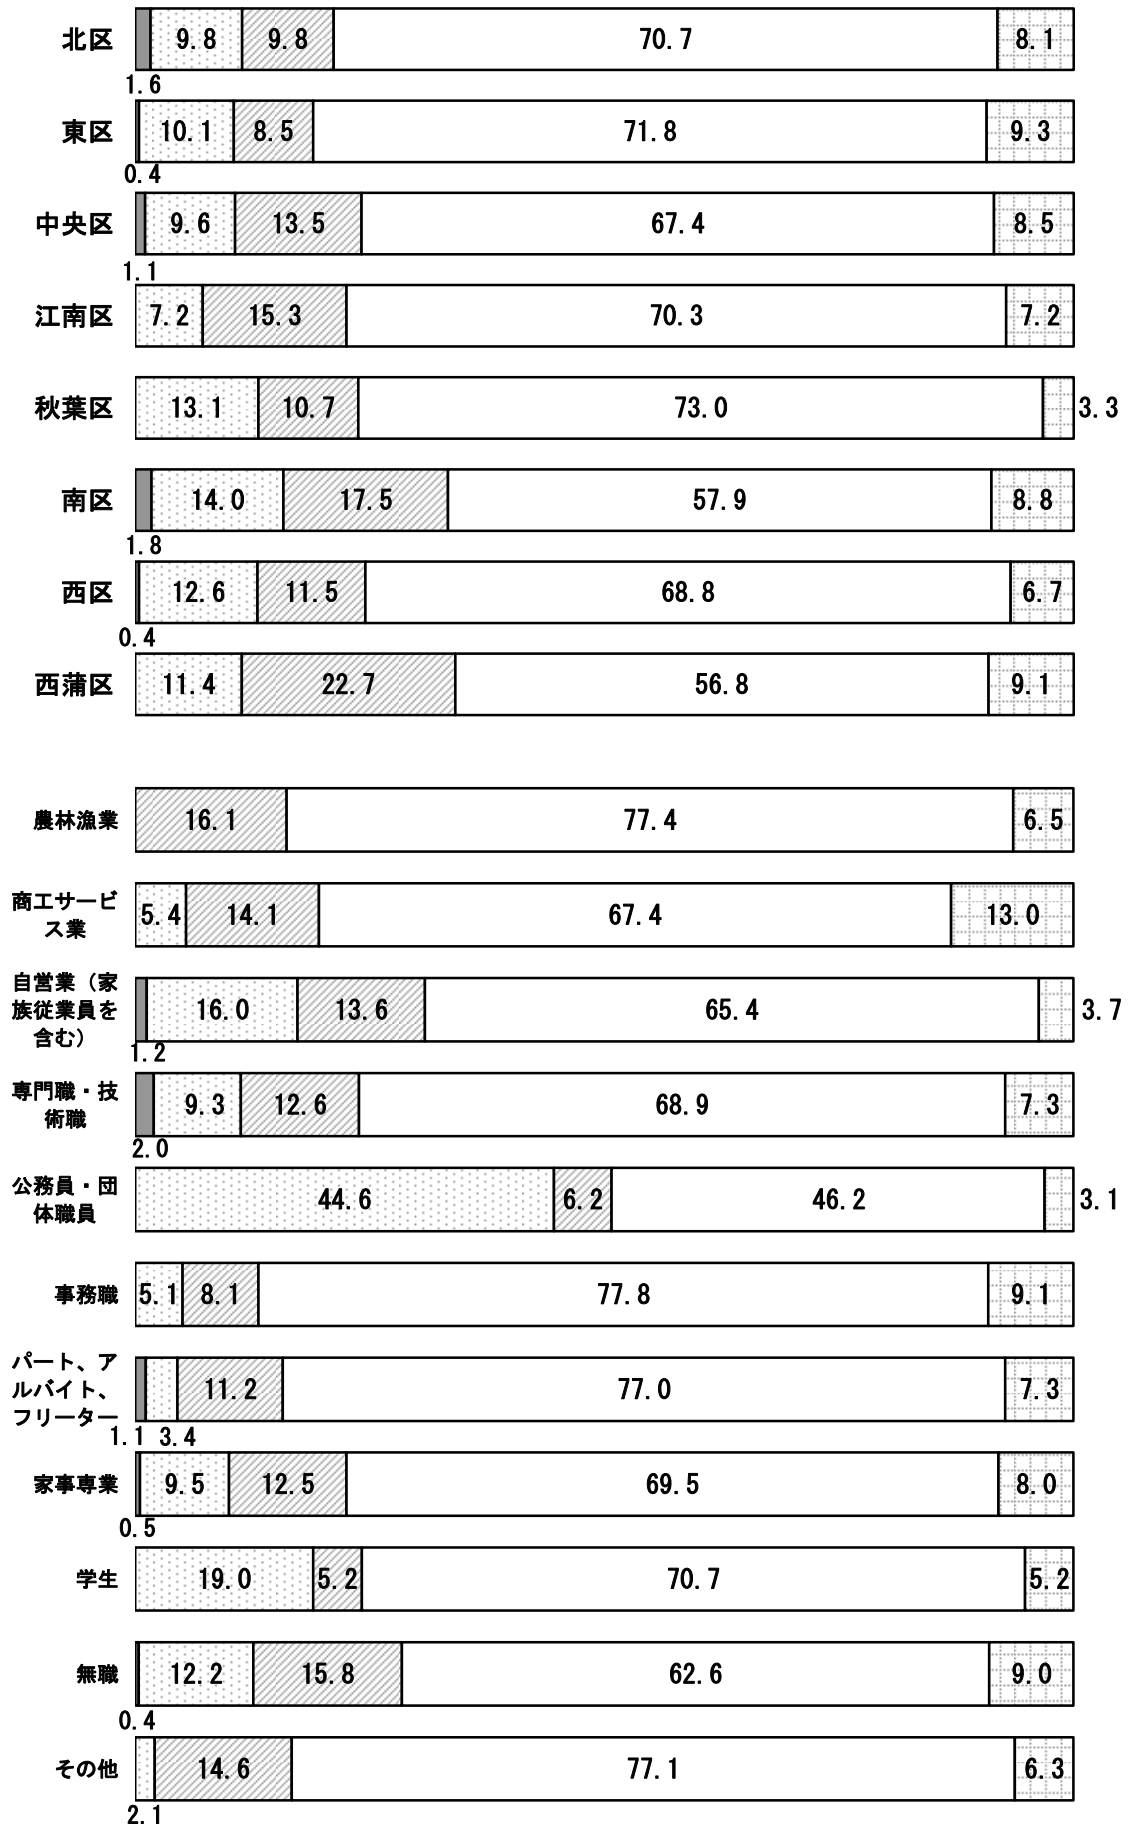 北区 9.8 9.8 70.7 8.1
1.6
東区 10.1 8.5 71.8 9.3
0.4
中央区 9.6 13.5 67.4 8.5
1.1
江南区 7.2 15.3 70.3 7.2
秋葉区 13.1 10.7 73.0 3.3
南区 14.0 17.5 57.9 8.8
1.8
西区 12.6 11.5 68.8 6.7
0.4
西蒲区 11.4 22.7 56.8 9.1
農林漁業 16.1 77.4 6.5
商工サービ
ス業
5.4 14.1 67.4 13.0
自営業（家
族従業員を
含む）
16.0 13.6 65.4 3.7
1.2
専門職・技
術職
9.3 12.6 68.9 7.3
2.0
公務員・団
体職員
44.6 6.2 46.2 3.1
事務職 5.1 8.1 77.8 9.1
パート、ア
ルバイト、
フリーター
11.2 77.0 7.3
1.1 3.4
家事専業 9.5 12.5 69.5 8.0
0.5
学生 19.0 5.2 70.7 5.2
無職 12.2 15.8 62.6 9.0
0.4
その他 14.6 77.1 6.3
2.1